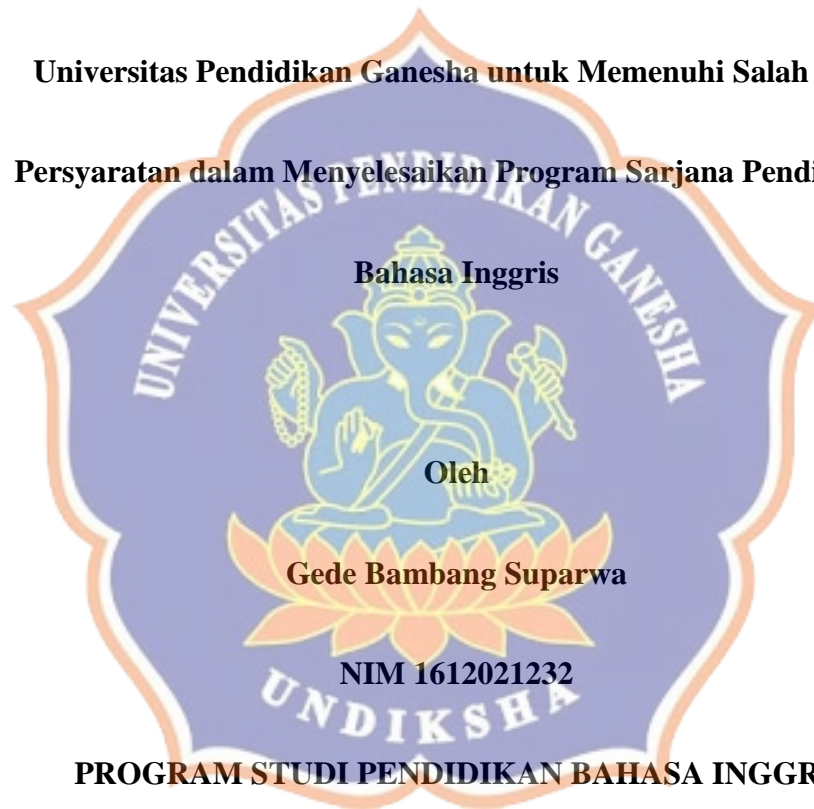 Universitas Pendidikan Ganesha untuk Memenuhi Salah
Persyaratan dalam Menyelesaikan Program Sarjana Pendi
UNIVERSITAS PENDIDIKAN GANESHA
Bahasa Inggris
Oleh
Gede Bambang Suparwa
NIM 1612021232
UNDIKSHA
PROGRAM STUDI PENDIDIKAN BAHASA INGGR